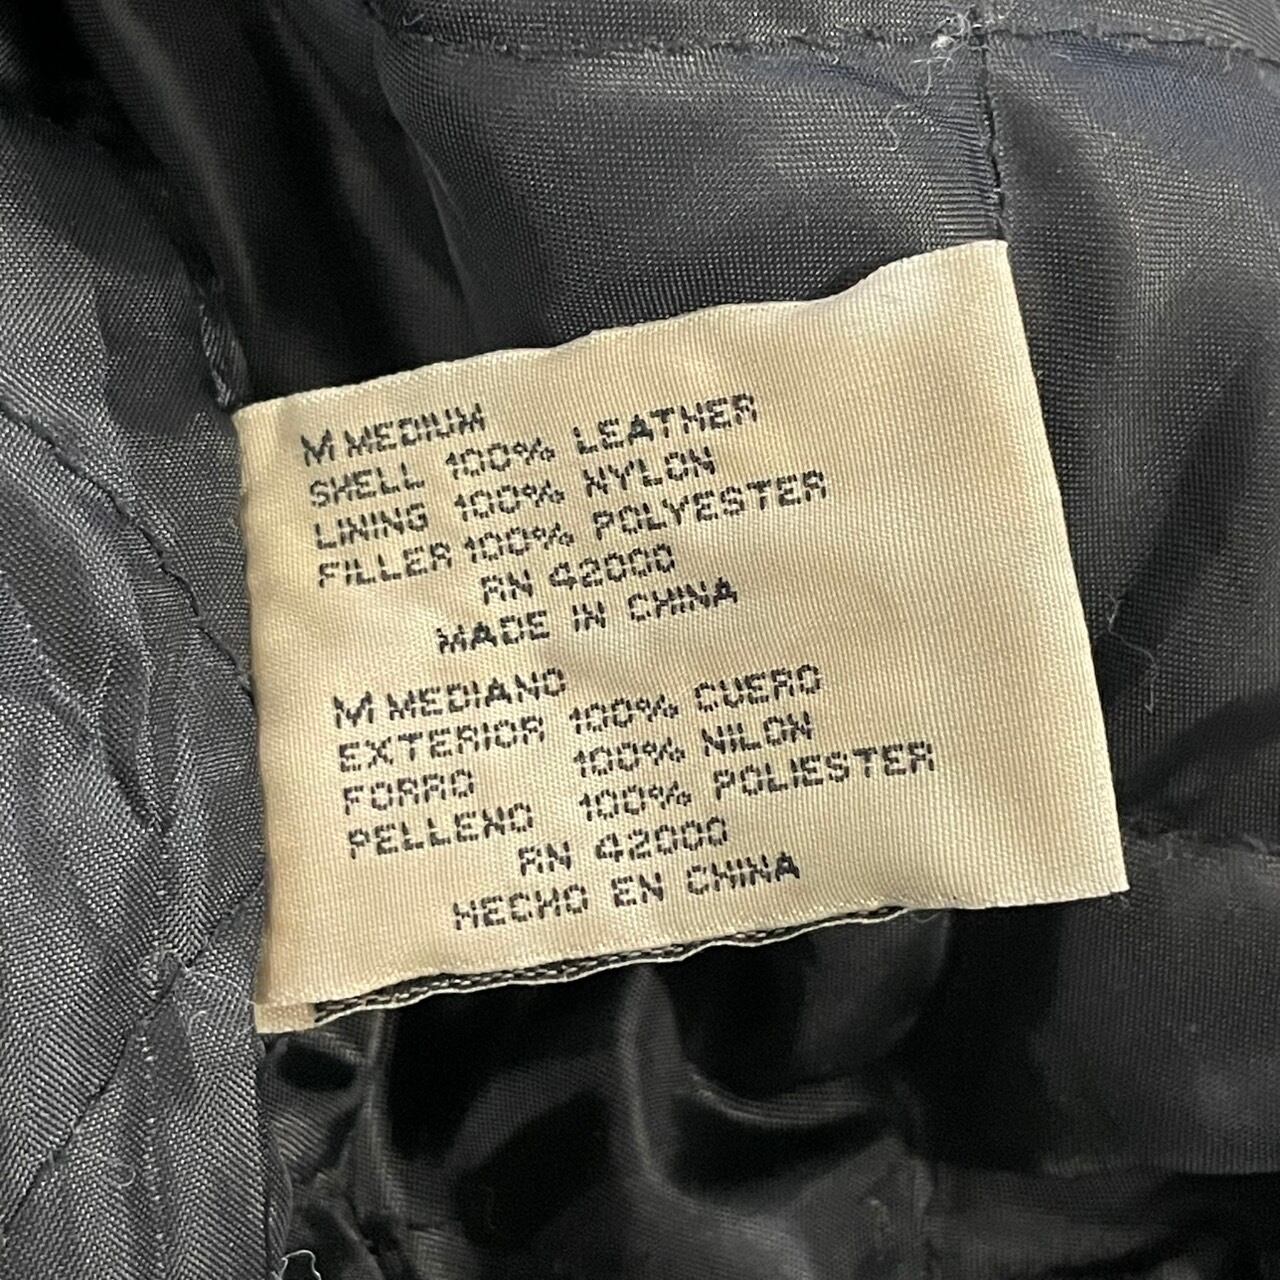 M MEDIUM
SHELL 100% LEATHER
LINING 100% NYLON
FILLER 100% POLYESTER
RN 42000
MADE IN CHINA
M MEDIANO
EXTERIOR 100% CUERO
FORRO 100% NILON
PELLENO 100% POLIESTER
RN 42000
HECHO EN CHINA